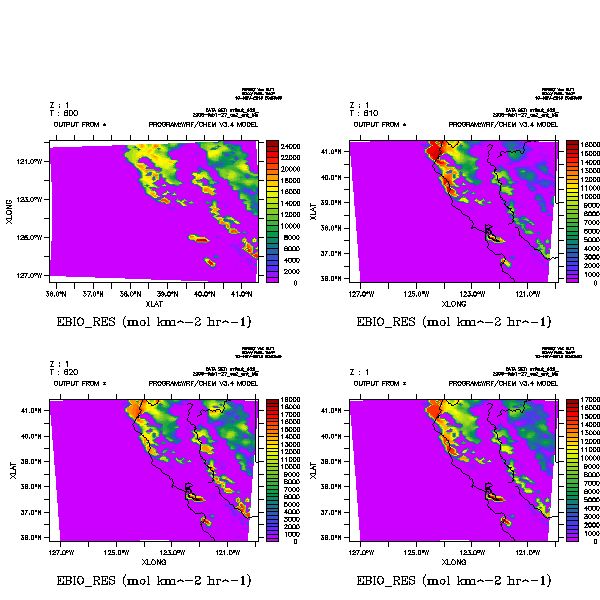 Z : 1
T : 600
OUTPUT FROM *
PROGRAM:WRF/CHEM V3.4 MODEL
121.0°W
123.0°W
125.0°W
127.0°W
XLONG
36.0°N
37.0°N
38.0°N
39.0°N
40.0°N
41.0°N
XLAT
24000
22000
20000
18000
16000
14000
12000
10000
8000
6000
4000
2000
0
EBIO_RES (mol km^-2 hr^-1)
Z : 1
T : 610
OUTPUT FROM *
PROGRAM:WRF/CHEM V3.4 MODEL
41.0°N
40.0°N
39.0°N
38.0°N
37.0°N
36.0°N
XLAT
127.0°W
125.0°W
123.0°W
121.0°W
XLONG
16000
15000
14000
13000
12000
11000
10000
9000
8000
7000
6000
5000
4000
3000
2000
1000
0
EBIO_RES (mol km^-2 hr^-1)
Z : 1
T : 620
OUTPUT FROM *
PROGRAM:WRF/CHEM V3.4 MODEL
41.0°N
40.0°N
39.0°N
38.0°N
37.0°N
36.0°N
XLAT
127.0°W
125.0°W
123.0°W
121.0°W
XLONG
18000
17000
16000
15000
14000
13000
12000
11000
10000
9000
8000
7000
6000
5000
4000
3000
2000
1000
0
EBIO_RES (mol km^-2 hr^-1)
Z : 1
OUTPUT FROM *
PROGRAM:WRF/CHEM V3.4 MODEL
41.0°N
40.0°N
39.0°N
38.0°N
37.0°N
36.0°N
XLAT
127.0°W
125.0°W
123.0°W
121.0°W
XLONG
17000
16000
15000
14000
13000
12000
11000
10000
9000
8000
7000
6000
5000
4000
3000
2000
1000
0
EBIO_RES (mol km^-2 hr^-1)